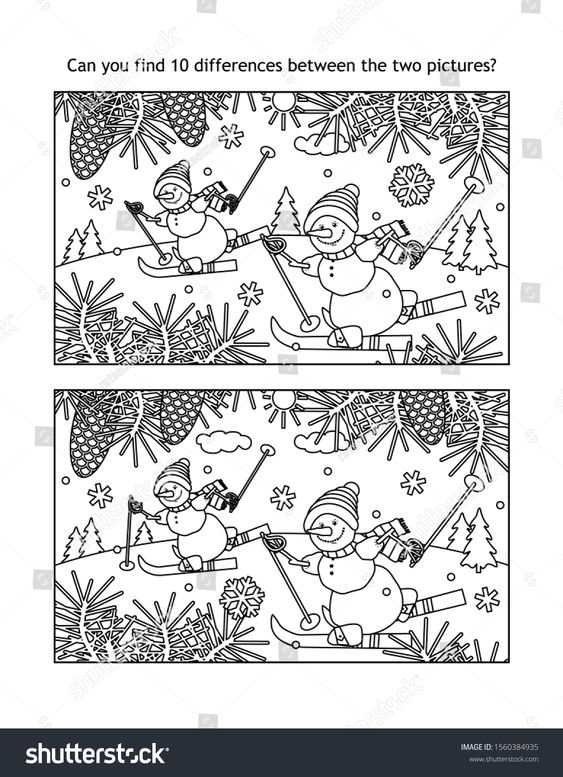 Can you find 10 differences between the two pictures?
shutterstock
IMAGE ID: 1560384935
www.shutterstock.com